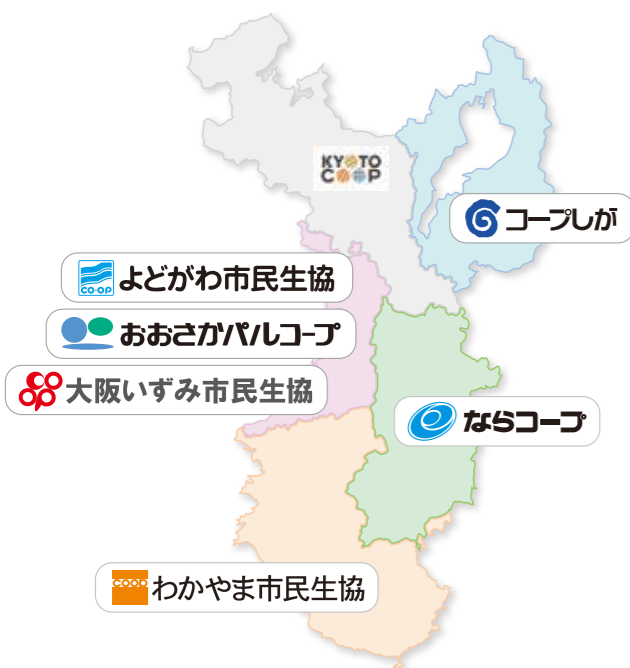 KYOTO
COOP
コープしが
CO·OP
よどがわ市民生協
おおさかパルコープ
大阪いずみ市民生協
ならコープ
coop
わかやま市民生協